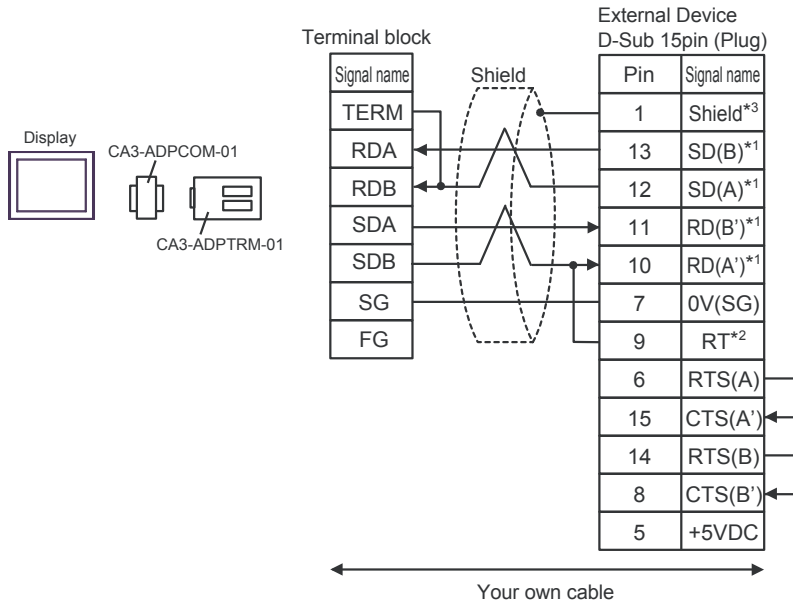 External Device
Terminal block
D-Sub 15pin (Plug)
Signal name
Shield
Pin
Signal name
TERM
1
Shield*3
Display
CA3-ADPCOM-01
RDA
13
SD(B)*1
RDB
12
SD(A)*1
CA3-ADPTRM-01
SDA
11
RD(B')*1
SDB
10
RD(A')*1
SG
7
0V(SG)
FG
9
RT*2
6
RTS(A)
15
CTS(A')
14
RTS(B)
8
CTS(B')
5
+5VDC
Your own cable